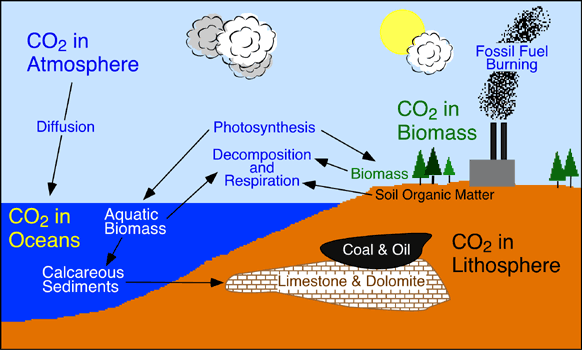 CO2 in
Atmosphere
Fossil Fuel
Burning
CO2 in
Biomass
Diffusion
Photosynthesis
Decomposition
and
Respiration
Biomass
Soil Organic Matter
CO2 in
Oceans
Aquatic
Biomass
Coal & Oil
CO2 in
Lithosphere
Calcareous
Sediments
Limestone & Dolomite